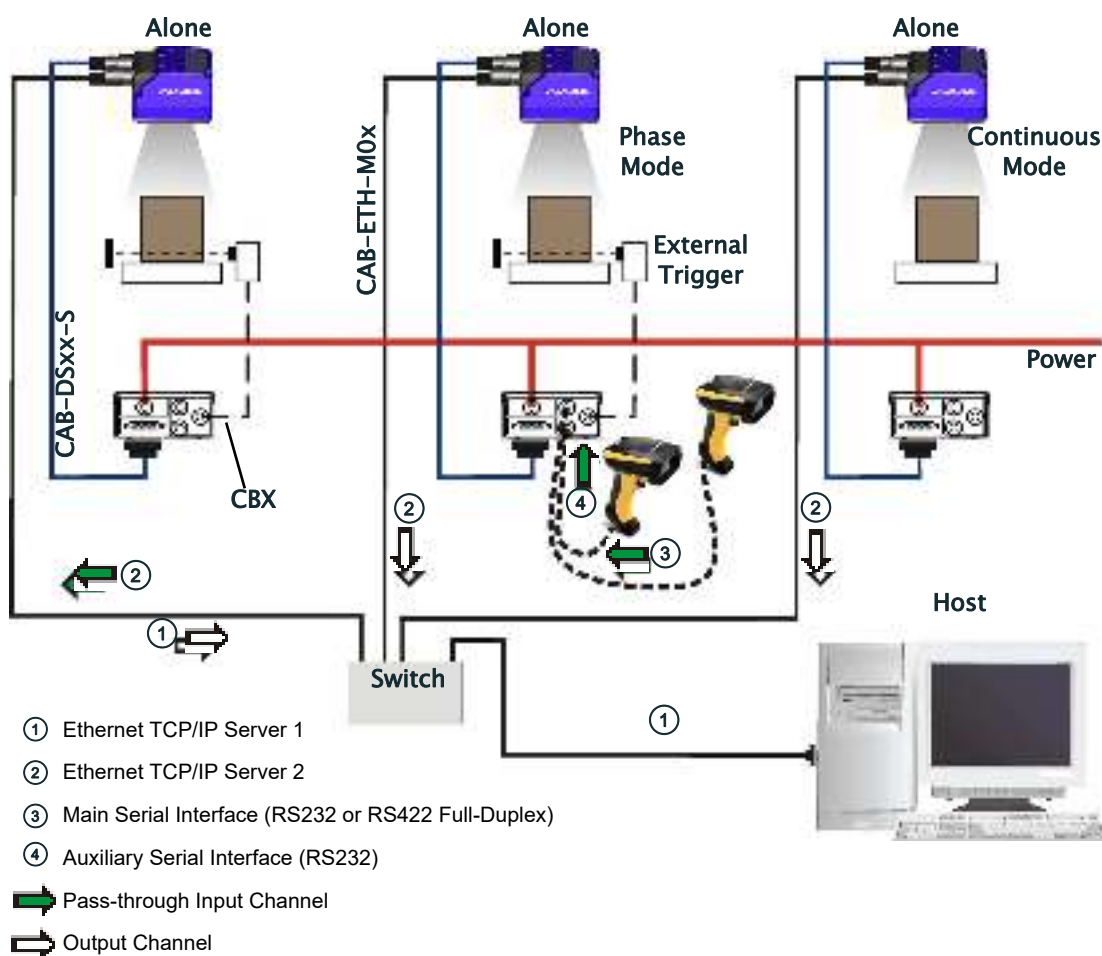 Alone
Alone
Alone
Phase
Mode
Continuous
Mode
CAB-ETH-M0x
External
Trigger
CAB-DSxx-S
Power
CBX
4
2
2
3
2
1
Host
Switch
1
1 Ethernet TCP/IP Server 1
2 Ethernet TCP/IP Server 2
3 Main Serial Interface (RS232 or RS422 Full-Duplex)
4 Auxiliary Serial Interface (RS232)
Pass-through Input Channel
Output Channel